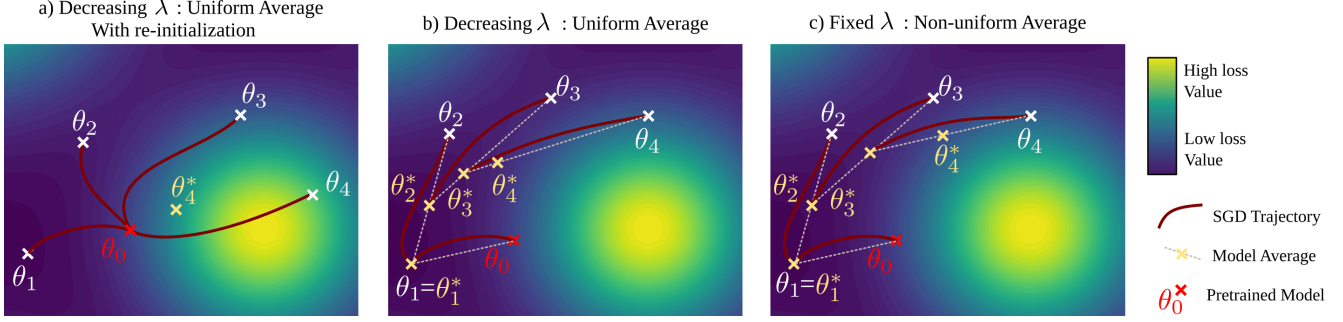 a) Decreasing λ : Uniform Average
With re-initialization
b) Decreasing λ : Uniform Average
c) Fixed λ : Non-uniform Average
θ₃
θ₂
θ₄*
θ₄
θ₀
θ₁
θ₃
θ₂
θ₄
θ₂*
θ₃*
θ₄*
θ₀
θ₁=θ₁*
θ₃
θ₂
θ₄
θ₄*
θ₂*
θ₃*
θ₀
θ₁=θ₁*
High loss
Value
Low loss
Value
SGD Trajectory
Model Average
θ₀ Pretrained Model